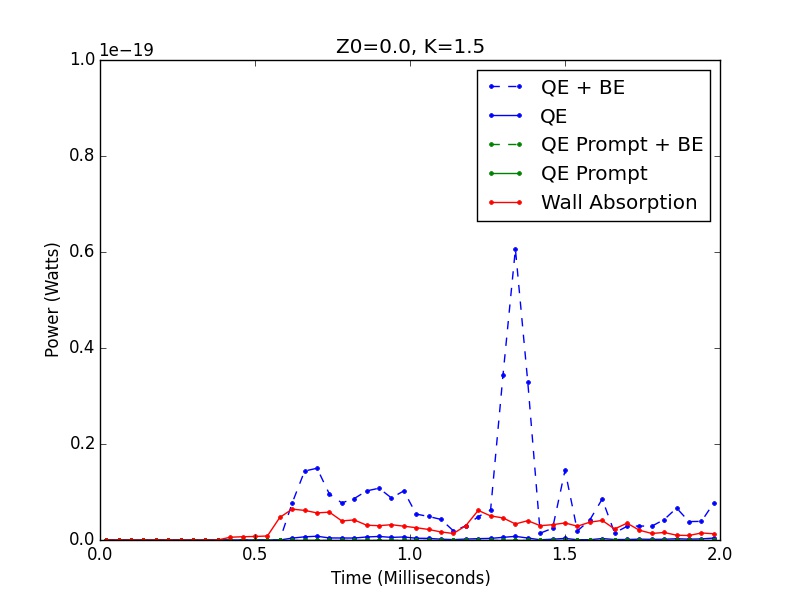 Z0=0.0, K=1.5
1e−19
1.0
0.8
0.6
0.4
0.2
0.0
Power (Watts)
QE + BE
QE
QE Prompt + BE
QE Prompt
Wall Absorption
0.0 0.5 1.0 1.5 2.0
Time (Milliseconds)